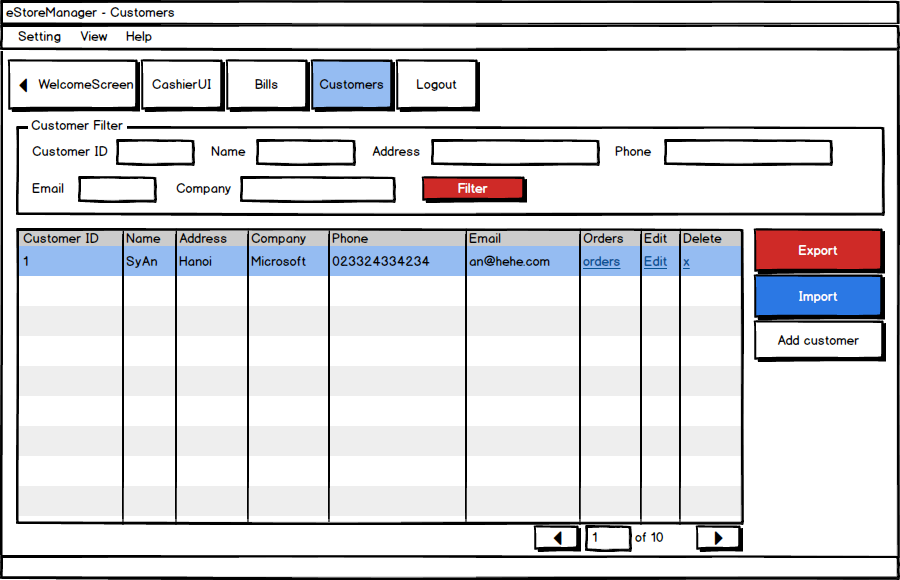 eStoreManager - Customers
Setting View Help
WelcomeScreen CashierUI Bills Customers Logout
Customer Filter
Customer ID Name Address Phone
Email Company Filter
Customer ID Name Address Company Phone Email Orders Edit Delete
1 SyAn Hanoi Microsoft 023324334234 an@hehe.com orders Edit x
Export
Import
Add customer
1 of 10